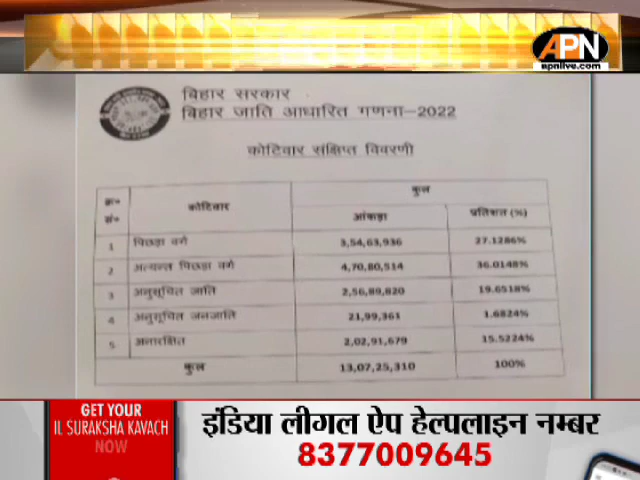 APN
apnlive.com
बिहार सरकार
बिहार जाति आधारित गणना-2022
कोटिवार संक्षिप्त विवरणी
क्र० सं० कोटिवार कुल
आंकड़ा प्रतिशत (%)
1 पिछड़ा वर्ग 3,54,63,936 27.1286%
2 अत्यन्त पिछड़ा वर्ग 4,70,80,514 36.0148%
3 अनुसूचित जाति 2,56,89,820 19.6518%
4 अनुसूचित जनजाति 21,99,361 1.6824%
5 अनारक्षित 2,02,91,679 15.5224%
कुल 13,07,25,310 100%
GET YOUR
IL SURAKSHA KAVACH
NOW
इंडिया लीगल ऐप हेल्पलाइन नम्बर
8377009645